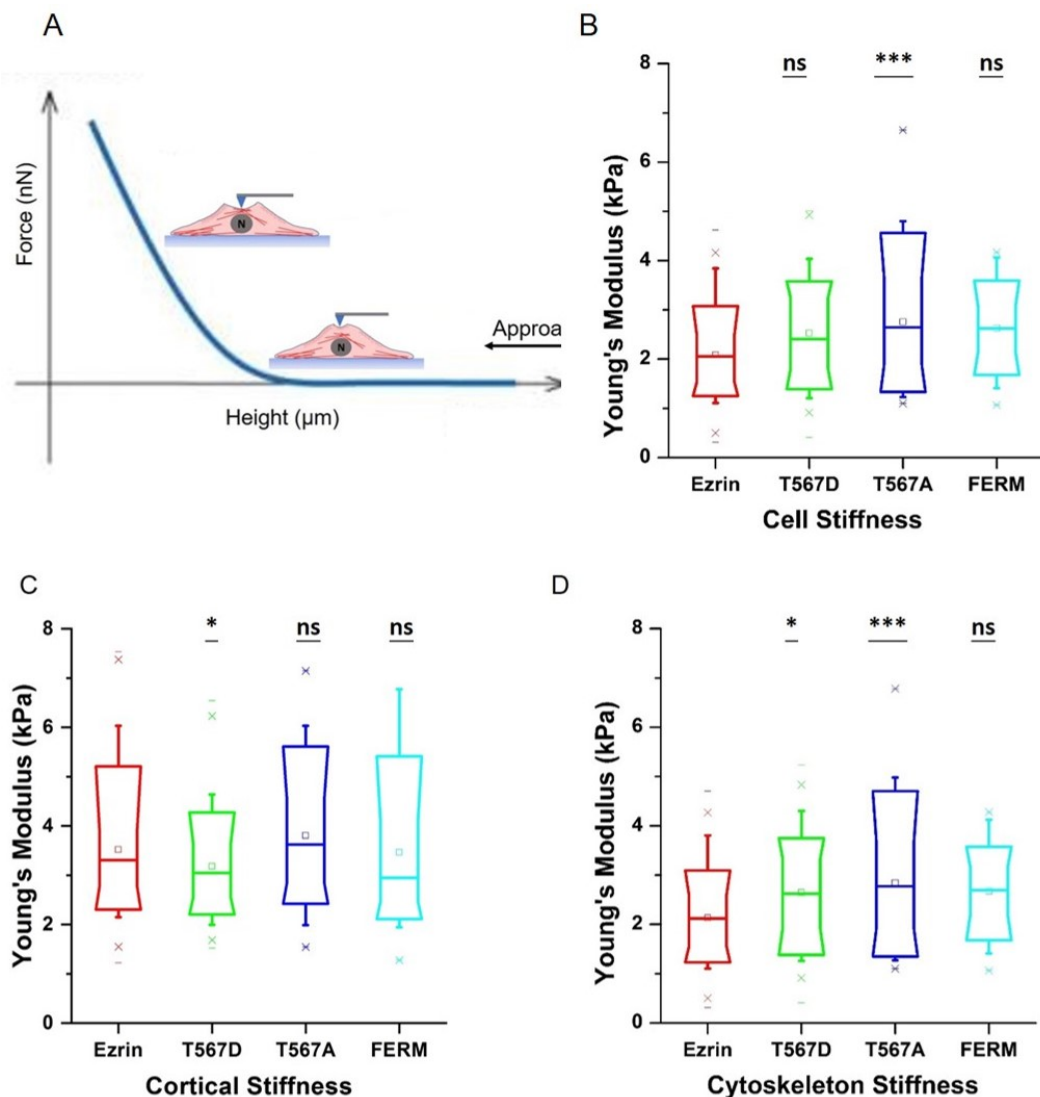 A
Force (nN)
N
N
Approa
Height (µm)
B
Young's Modulus (kPa)
8
6
4
2
0
ns
***
ns
Ezrin T567D T567A FERM
Cell Stiffness
C
Young's Modulus (kPa)
8
6
4
2
0
*
ns
ns
Ezrin T567D T567A FERM
Cortical Stiffness
D
Young's Modulus (kPa)
8
6
4
2
0
*
***
ns
Ezrin T567D T567A FERM
Cytoskeleton Stiffness